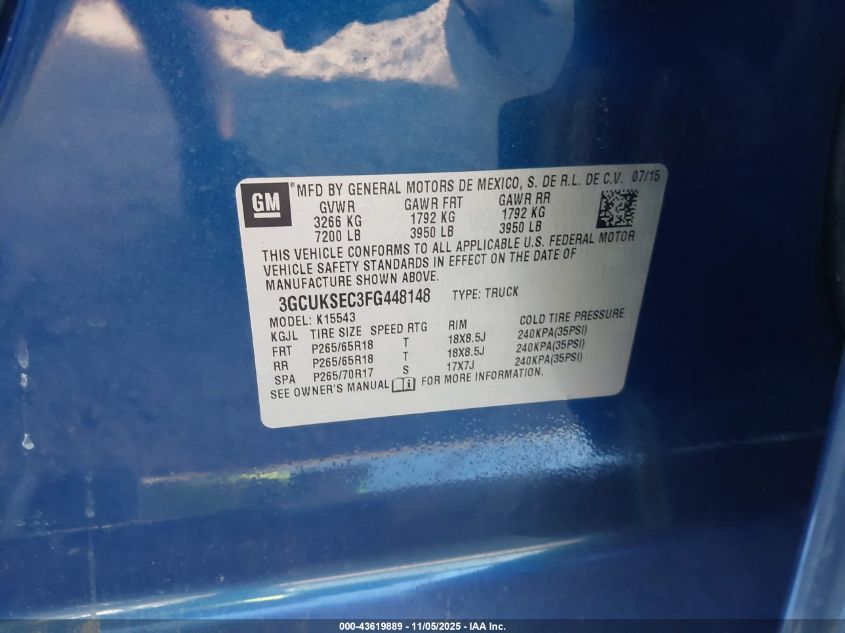 GM
®MFD BY GENERAL MOTORS DE MEXICO, S. DE R.L. DE C.V. 07/15
GVWR GAWR FRT GAWR RR
3266 KG 1792 KG 1792 KG
7200 LB 3950 LB 3950 LB
THIS VEHICLE CONFORMS TO ALL APPLICABLE U.S. FEDERAL MOTOR
VEHICLE SAFETY STANDARDS IN EFFECT ON THE DATE OF
MANUFACTURE SHOWN ABOVE.
3GCUKSEC3FG448148 TYPE: TRUCK
MODEL: K15543
KGJL TIRE SIZE SPEED RTG RIM COLD TIRE PRESSURE
FRT P265/65R18 T 18X8.5J 240KPA(35PSI)
RR P265/65R18 T 18X8.5J 240KPA(35PSI)
SPA P265/70R17 S 17X7J 240KPA(35PSI)
SEE OWNER'S MANUAL FOR MORE INFORMATION.
000-43619889 - 11/05/2025 - IAA Inc.